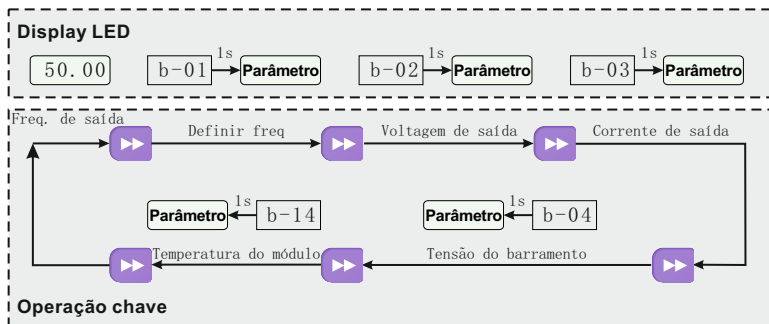 Display LED
50.00 b-01 1s Parâmetro b-02 1s Parâmetro b-03 1s Parâmetro
Freq. de saída
Definir freq Voltagem de saída Corrente de saída
Parâmetro 1s b-14 Parâmetro 1s b-04
Temperatura do módulo Tensão do barramento
Operação chave